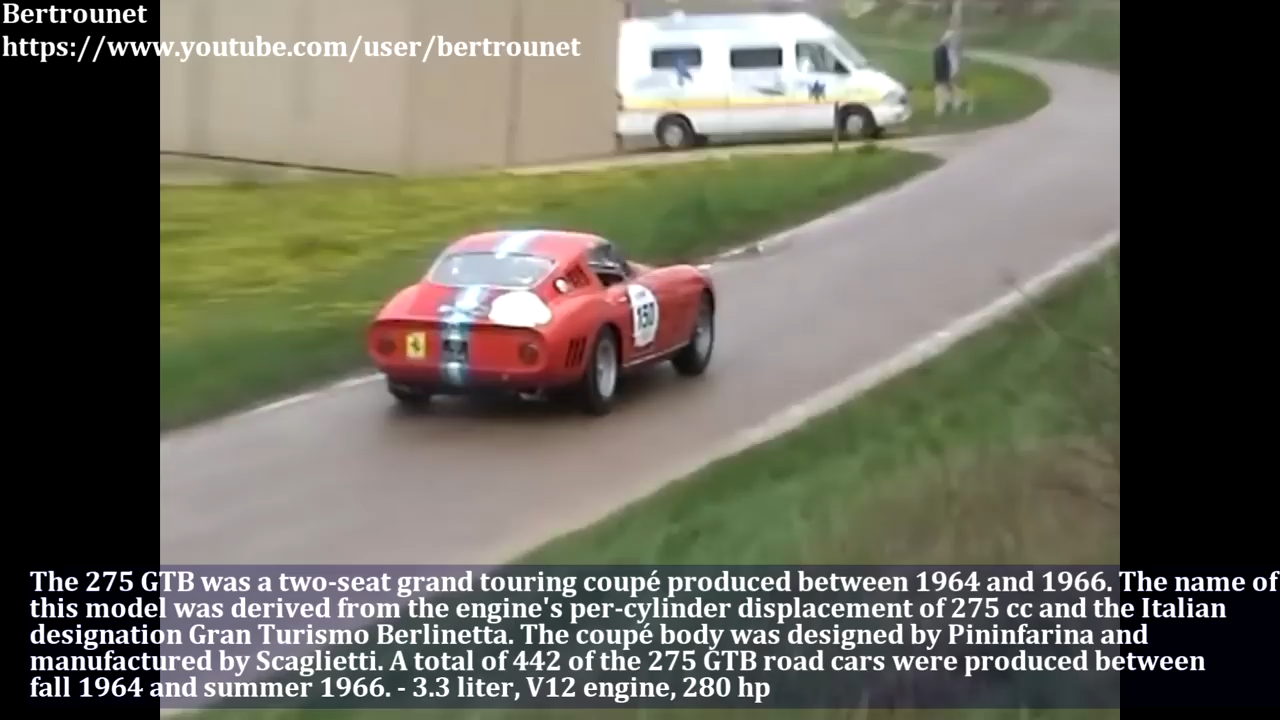 Bertrounet
https://www.youtube.com/user/bertrounet
150
The 275 GTB was a two-seat grand touring coupé produced between 1964 and 1966. The name of
this model was derived from the engine's per-cylinder displacement of 275 cc and the Italian
designation Gran Turismo Berlinetta. The coupé body was designed by Pininfarina and
manufactured by Scaglietti. A total of 442 of the 275 GTB road cars were produced between
fall 1964 and summer 1966. - 3.3 liter, V12 engine, 280 hp